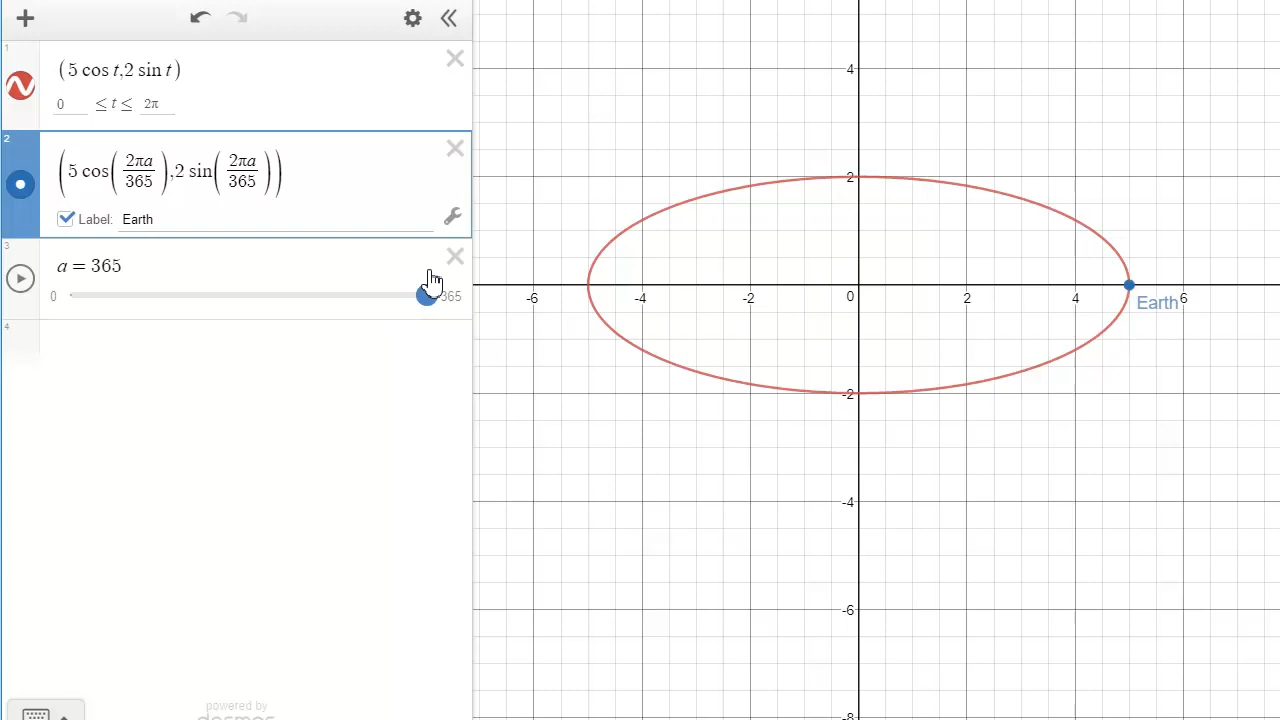 1
(5 cos t,2 sin t)
0 ≤ t ≤ 2π
2
(5 cos(2πa/365),2 sin(2πa/365))
Label: Earth
3
a = 365
0 365
4
powered by
desmos
4
2
-6 -4 -2 0 2 4 6
Earth
-2
-4
-6
-8